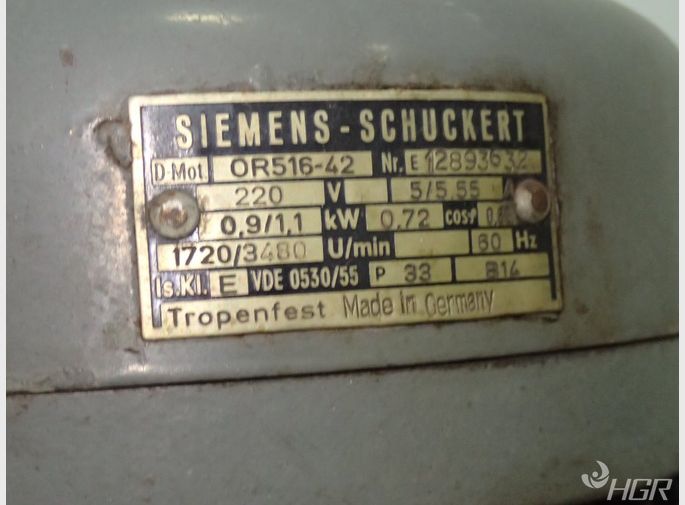 SIEMENS-SCHUCKERT
D-Mot. OR516-42 Nr. E 12893632
220 V 5/5,55 A
0,9/1,1 kW 0,72 cosφ
1720/3480 U/min 60 Hz
Is.Kl. E VDE 0530/55 P 33 B14
Tropenfest Made in Germany
HGR